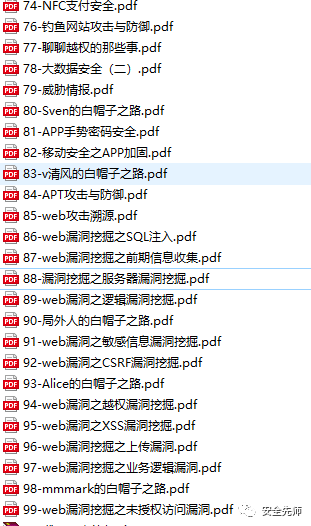 74-NFC支付安全.pdf
76-钓鱼网站攻击与防御.pdf
77-聊聊越权的那些事.pdf
78-大数据安全（二）.pdf
79-威胁情报.pdf
80-Sven的白帽子之路.pdf
81-APP手势密码安全.pdf
82-移动安全之APP加固.pdf
83-v清风的白帽子之路.pdf
84-APT攻击与防御.pdf
85-web攻击溯源.pdf
86-web漏洞挖掘之SQL注入.pdf
87-web漏洞挖掘之前期信息收集.pdf
88-漏洞挖掘之服务器漏洞挖掘.pdf
89-web漏洞之逻辑漏洞挖掘.pdf
90-局外人的白帽子之路.pdf
91-web漏洞之敏感信息漏洞挖掘.pdf
92-web漏洞之CSRF漏洞挖掘.pdf
93-Alice的白帽子之路.pdf
94-web漏洞之越权漏洞挖掘.pdf
95-web漏洞之XSS漏洞挖掘.pdf
96-web漏洞挖掘之上传漏洞.pdf
97-web漏洞挖掘之业务逻辑漏洞.pdf
98-mmmark的白帽子之路.pdf
99-web漏洞挖掘之未授权访问漏洞.pdf
安全先师